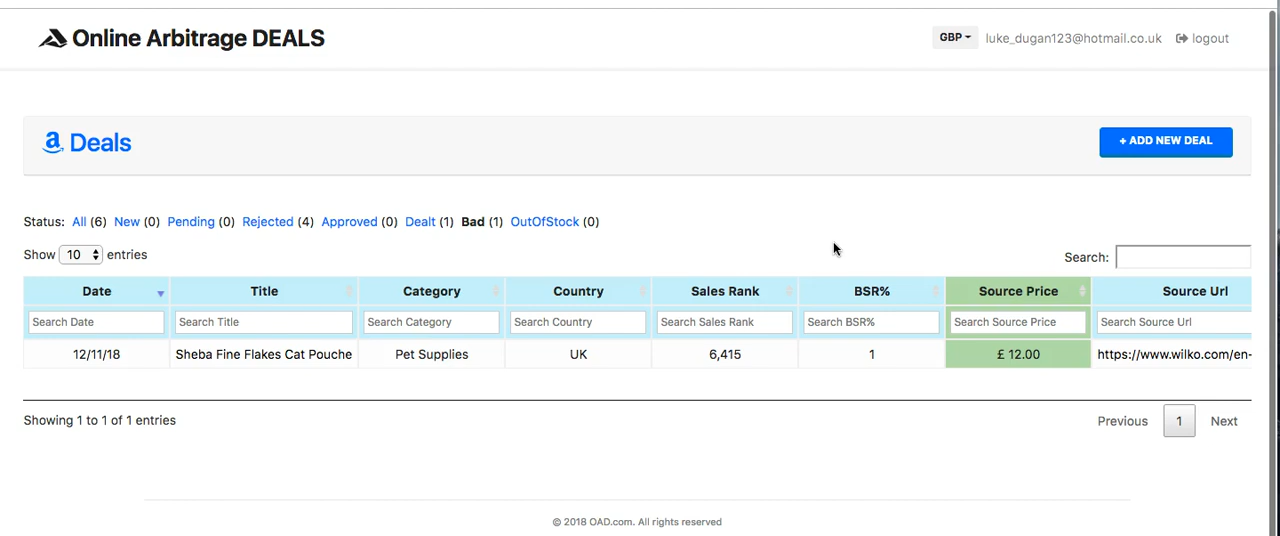 Online Arbitrage DEALS
GBP luke_dugan123@hotmail.co.uk logout
Deals
+ ADD NEW DEAL
Status: All (6) New (0) Pending (0) Rejected (4) Approved (0) Dealt (1) Bad (1) OutOfStock (0)
Show 10 entries
Search:
Date Title Category Country Sales Rank BSR% Source Price Source Url
Search Date Search Title Search Category Search Country Search Sales Rank Search BSR% Search Source Price Search Source Url
12/11/18 Sheba Fine Flakes Cat Pouche Pet Supplies UK 6,415 1 £ 12.00 https://www.wilko.com/en-
Showing 1 to 1 of 1 entries
Previous 1 Next
© 2018 OAD.com. All rights reserved